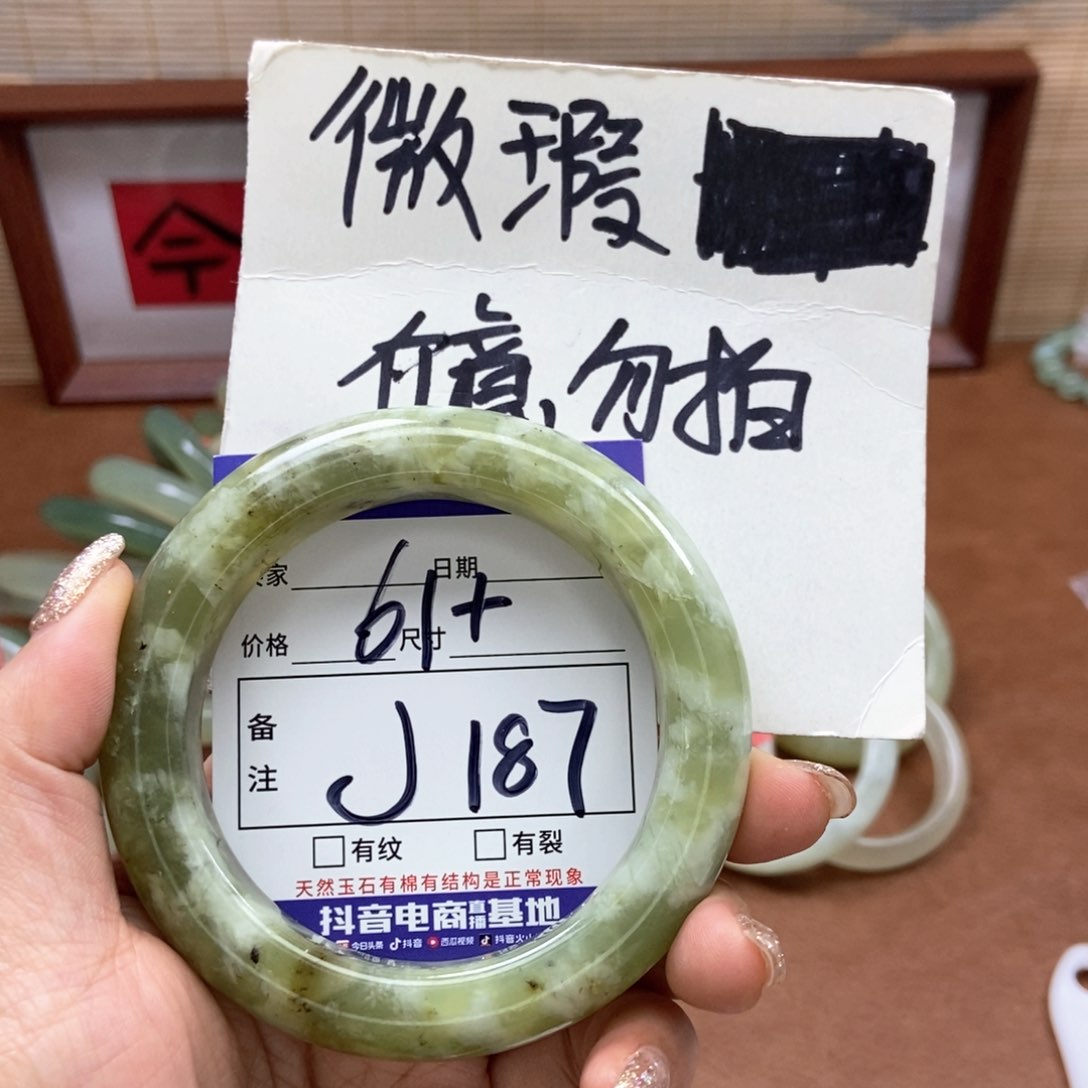 微瑕
介意勿拍
令
家 日期
61+
价格 尺寸
备注
J187
有纹 有裂
天然玉石有棉有结构是正常现象
抖音电商直播基地
今日头条 抖音 西瓜视频 抖音火山